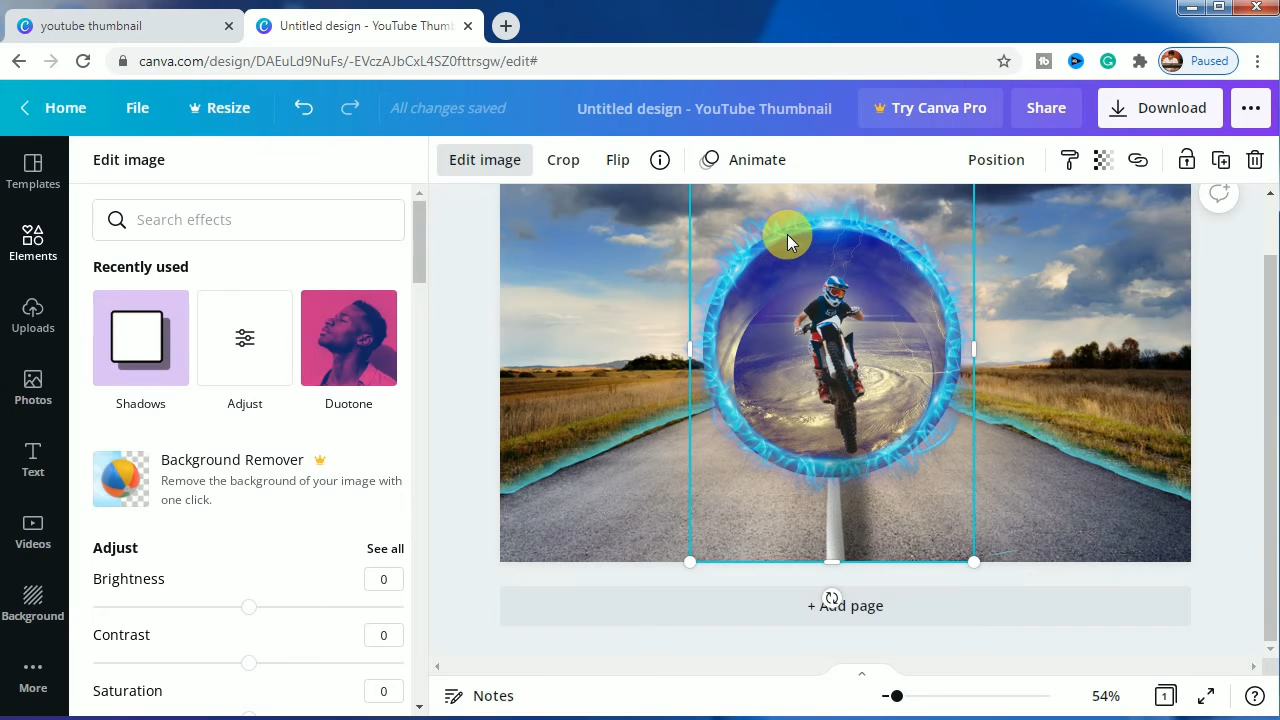 youtube thumbnail
Untitled design - YouTube Thumb
canva.com/design/DAEuLd9NuFs/-EVczAJbCxL4SZ0ftlrsgw/edit#
Paused
Home
File
Resize
All changes saved
Untitled design - YouTube Thumbnail
Try Canva Pro
Share
Download
Edit image
Edit image
Crop
Flip
Animate
Position
Templates
Elements
Uploads
Photos
Text
Videos
Background
More
Search effects
Recently used
Shadows
Adjust
Duotone
Background Remover
Remove the background of your image with
one click.
Adjust
See all
Brightness
0
Contrast
0
Saturation
0
+ Add page
Notes
54%
1